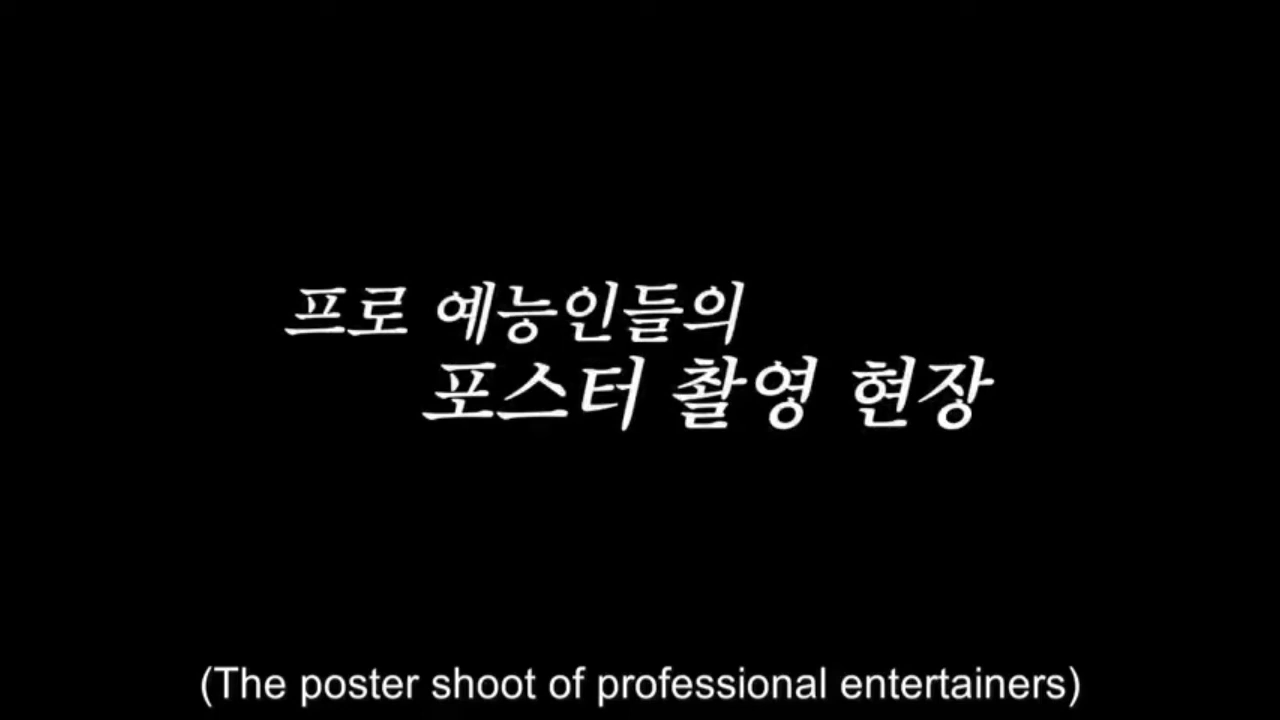 프로 예능인들의
포스터 촬영 현장
(The poster shoot of professional entertainers)